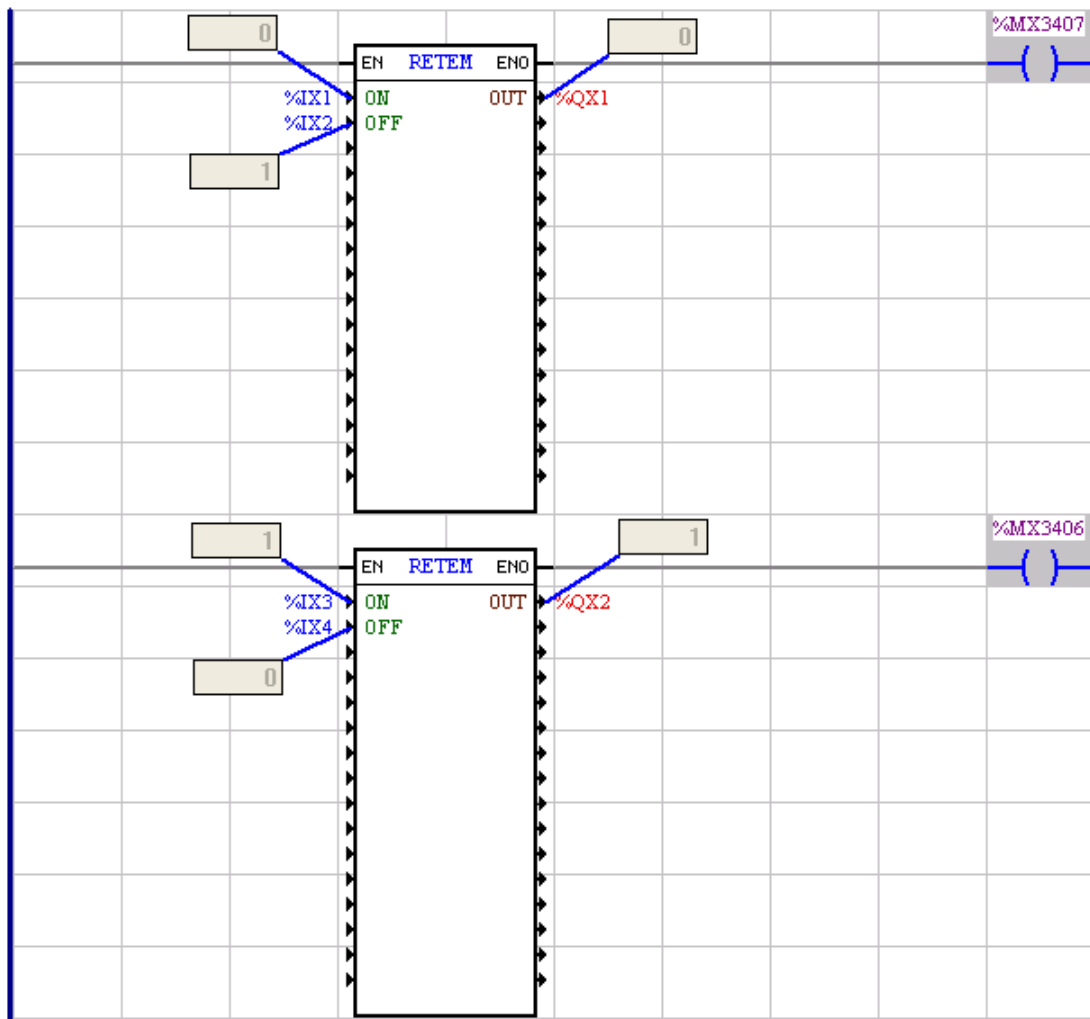 0 0 %MX3407
EN RETEM ENO
%IX1 ON OUT %QX1
%IX2 OFF
1
1 1 %MX3406
EN RETEM ENO
%IX3 ON OUT %QX2
%IX4 OFF
0